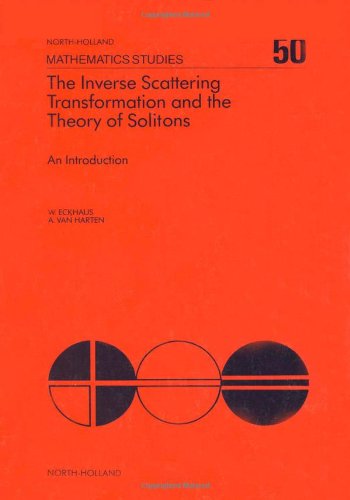 NORTH-HOLLAND
MATHEMATICS STUDIES 50
The Inverse Scattering
Transformation and the
Theory of Solitons
An Introduction
W. ECKHAUS
A. VAN HARTEN
NORTH-HOLLAND